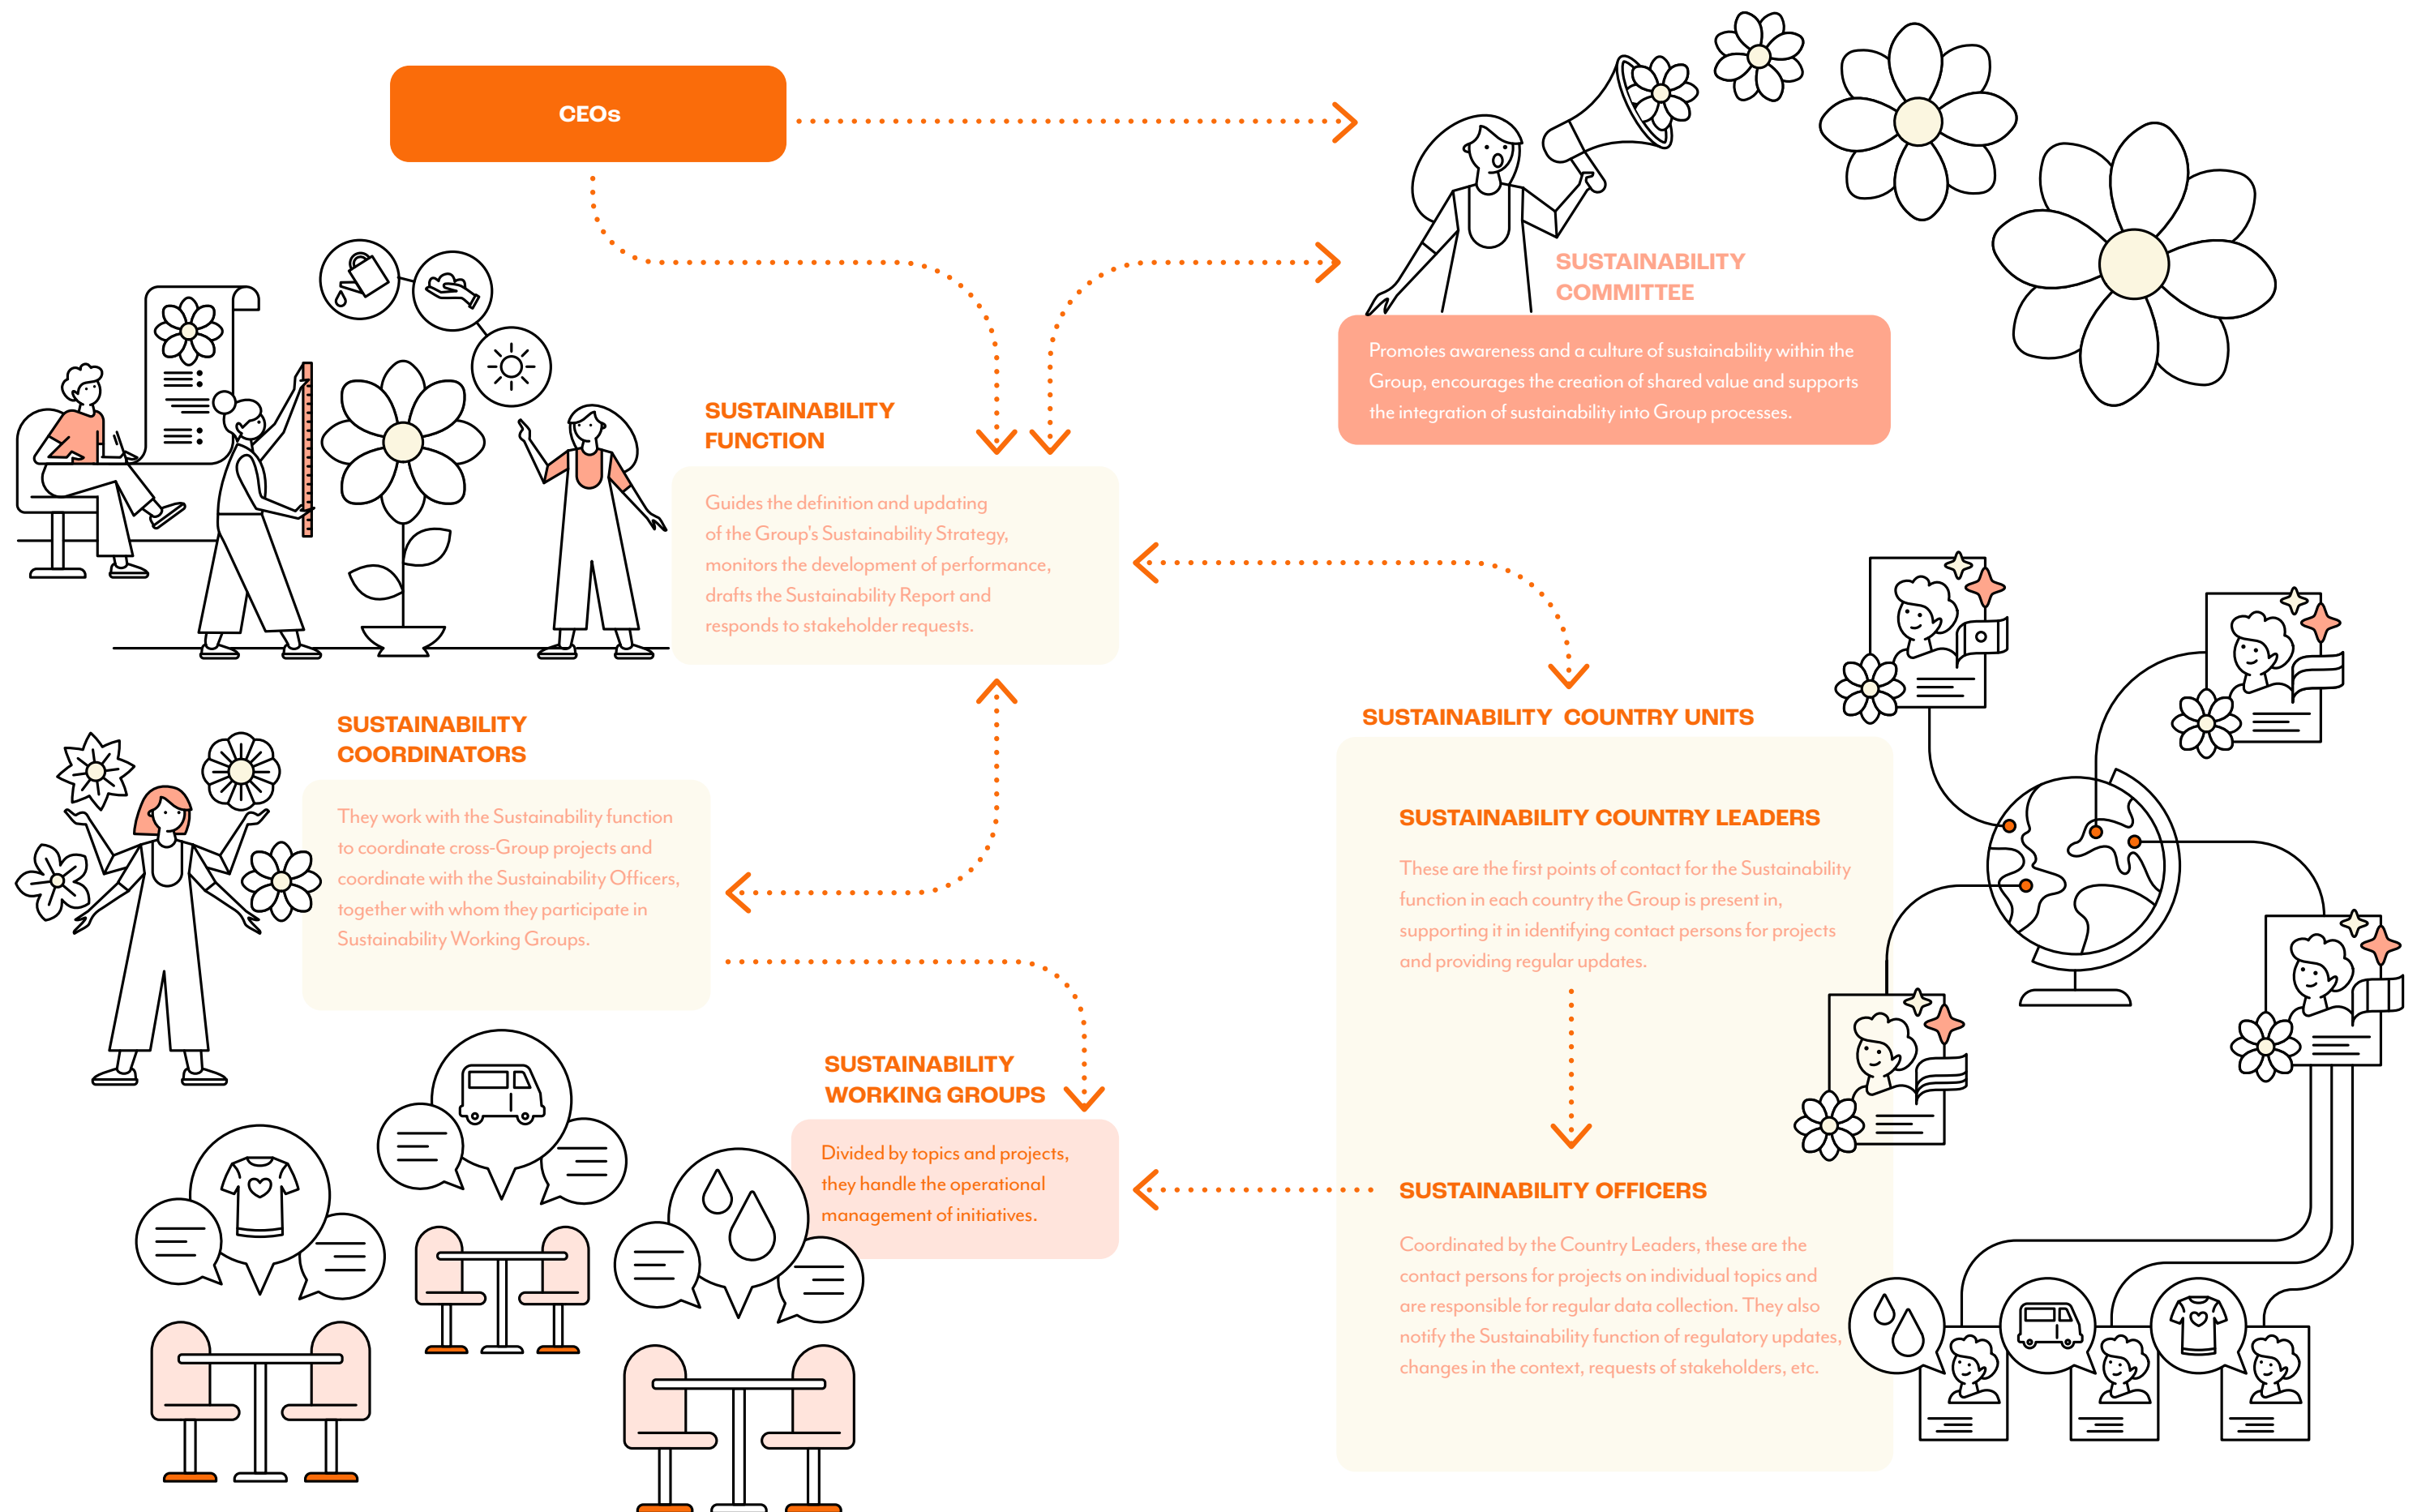 CEOs
SUSTAINABILITY
COMMITTEE
Promotes awareness and a culture of sustainability within the
Group, encourages the creation of shared value and supports
the integration of sustainability into Group processes.
SUSTAINABILITY
FUNCTION
Guides the definition and updating
of the Group's Sustainability Strategy,
monitors the development of performance,
drafts the Sustainability Report and
responds to stakeholder requests.
SUSTAINABILITY
COORDINATORS
They work with the Sustainability function
to coordinate cross-Group projects and
coordinate with the Sustainability Officers,
together with whom they participate in
Sustainability Working Groups.
SUSTAINABILITY COUNTRY UNITS
SUSTAINABILITY COUNTRY LEADERS
These are the first points of contact for the Sustainability
function in each country the Group is present in,
supporting it in identifying contact persons for projects
and providing regular updates.
SUSTAINABILITY
WORKING GROUPS
Divided by topics and projects,
they handle the operational
management of initiatives.
SUSTAINABILITY OFFICERS
Coordinated by the Country Leaders, these are the
contact persons for projects on individual topics and
are responsible for regular data collection. They also
notify the Sustainability function of regulatory updates,
changes in the context, requests of stakeholders, etc.